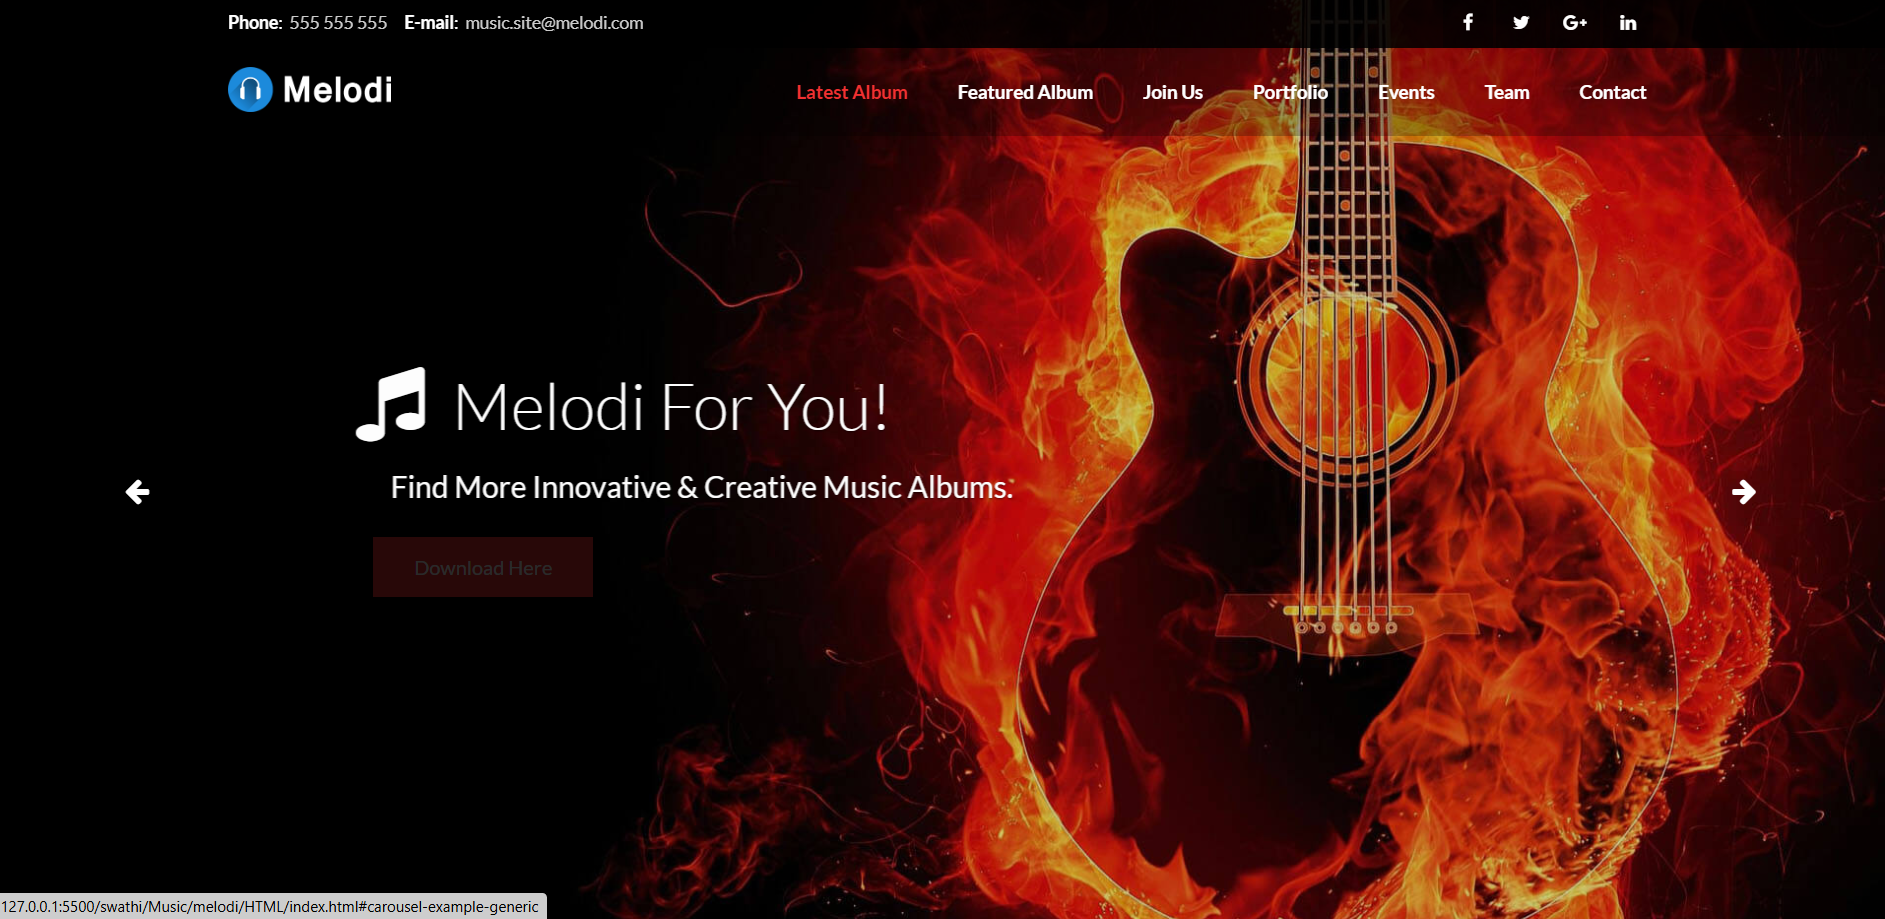 Phone: 555 555 555 E-mail: music.site@melodi.com
Melodi
Latest Album Featured Album Join Us Portfolio Events Team Contact
Melodi For You!
Find More Innovative & Creative Music Albums.
Download Here
127.0.0.1:5500/swathi/Music/melodi/HTML/index.html#carousel-example-generic